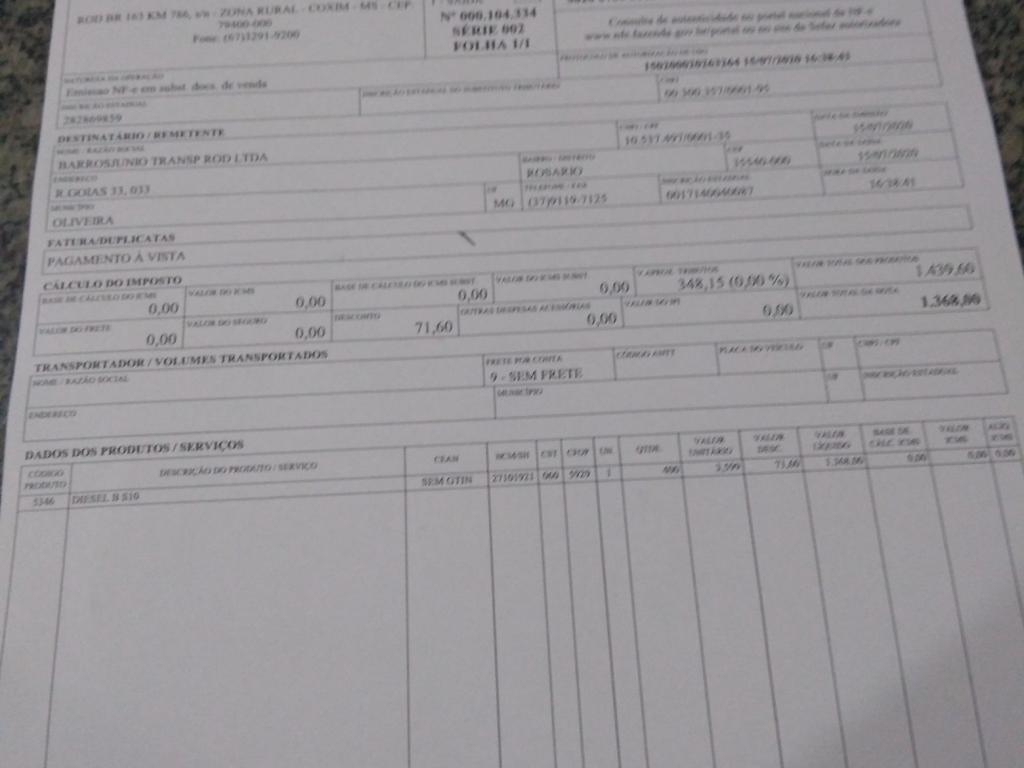 ROD BR 163 KM 786, s/n - ZONA RURAL - COXIM - MS - CEP:
79400-000
Fone: (67)3291-9200
Nº 000.104.334
SÉRIE 002
FOLHA 1/1
Consulta de autenticidade no portal nacional da NF-e
www.nfe.fazenda.gov.br/portal ou no site da Sefaz autorizadora
NATUREZA DA OPERAÇÃO
Emissao NF-e em subst. docs. de venda
PROTOCOLO DE AUTORIZAÇÃO DE USO
15/07/2020 16:38:41
INSCRIÇÃO ESTADUAL
282869859
INSCRIÇÃO ESTADUAL DO SUBSTITUTO TRIBUTÁRIO
CNPJ
00.300.357/0001-95
DESTINATÁRIO / REMETENTE
NOME / RAZÃO SOCIAL
BARROSJUNIO TRANSP ROD LTDA
CNPJ / CPF
DATA DA EMISSÃO
15/07/2020
ENDEREÇO
R.GOIAS 33, 033
BAIRRO / DISTRITO
ROSARIO
CEP
35540-000
DATA DA SAÍDA
15/07/2020
MUNICÍPIO
OLIVEIRA
UF
MG
TELEFONE / FAX
(37)9119-7125
INSCRIÇÃO ESTADUAL
HORA DA SAÍDA
16:38:41
FATURA/DUPLICATAS
PAGAMENTO À VISTA
CÁLCULO DO IMPOSTO
BASE DE CÁLCULO DO ICMS
0,00
VALOR DO ICMS
0,00
BASE DE CÁLCULO DO ICMS SUBST.
0,00
VALOR DO ICMS SUBST.
0,00
V.APROX. TRIBUTOS
348,15 (0,00 %)
VALOR TOTAL DOS PRODUTOS
1.439,60
VALOR DO FRETE
0,00
VALOR DO SEGURO
0,00
DESCONTO
71,60
OUTRAS DESPESAS ACESSÓRIAS
0,00
VALOR DO IPI
0,00
VALOR TOTAL DA NOTA
1.368,00
TRANSPORTADOR / VOLUMES TRANSPORTADOS
NOME / RAZÃO SOCIAL
FRETE POR CONTA
9 - SEM FRETE
CÓDIGO ANTT
PLACA DO VEÍCULO
UF
CNPJ / CPF
ENDEREÇO
MUNICÍPIO
UF
INSCRIÇÃO ESTADUAL
DADOS DOS PRODUTOS / SERVIÇOS
CÓDIGO PRODUTO DESCRIÇÃO DO PRODUTO / SERVIÇO CEAN NCM/SH CST CFOP UN. QTDE. VALOR UNITÁRIO VALOR DESC. VALOR LÍQUIDO BASE DE CALC. ICMS VALOR ICMS ALIQ. ICMS
5346 DIESEL B S10 SEM GTIN 27101921 060 5929 1 400 3,599 71,60 1.368,00 0,00 0,00 0,00